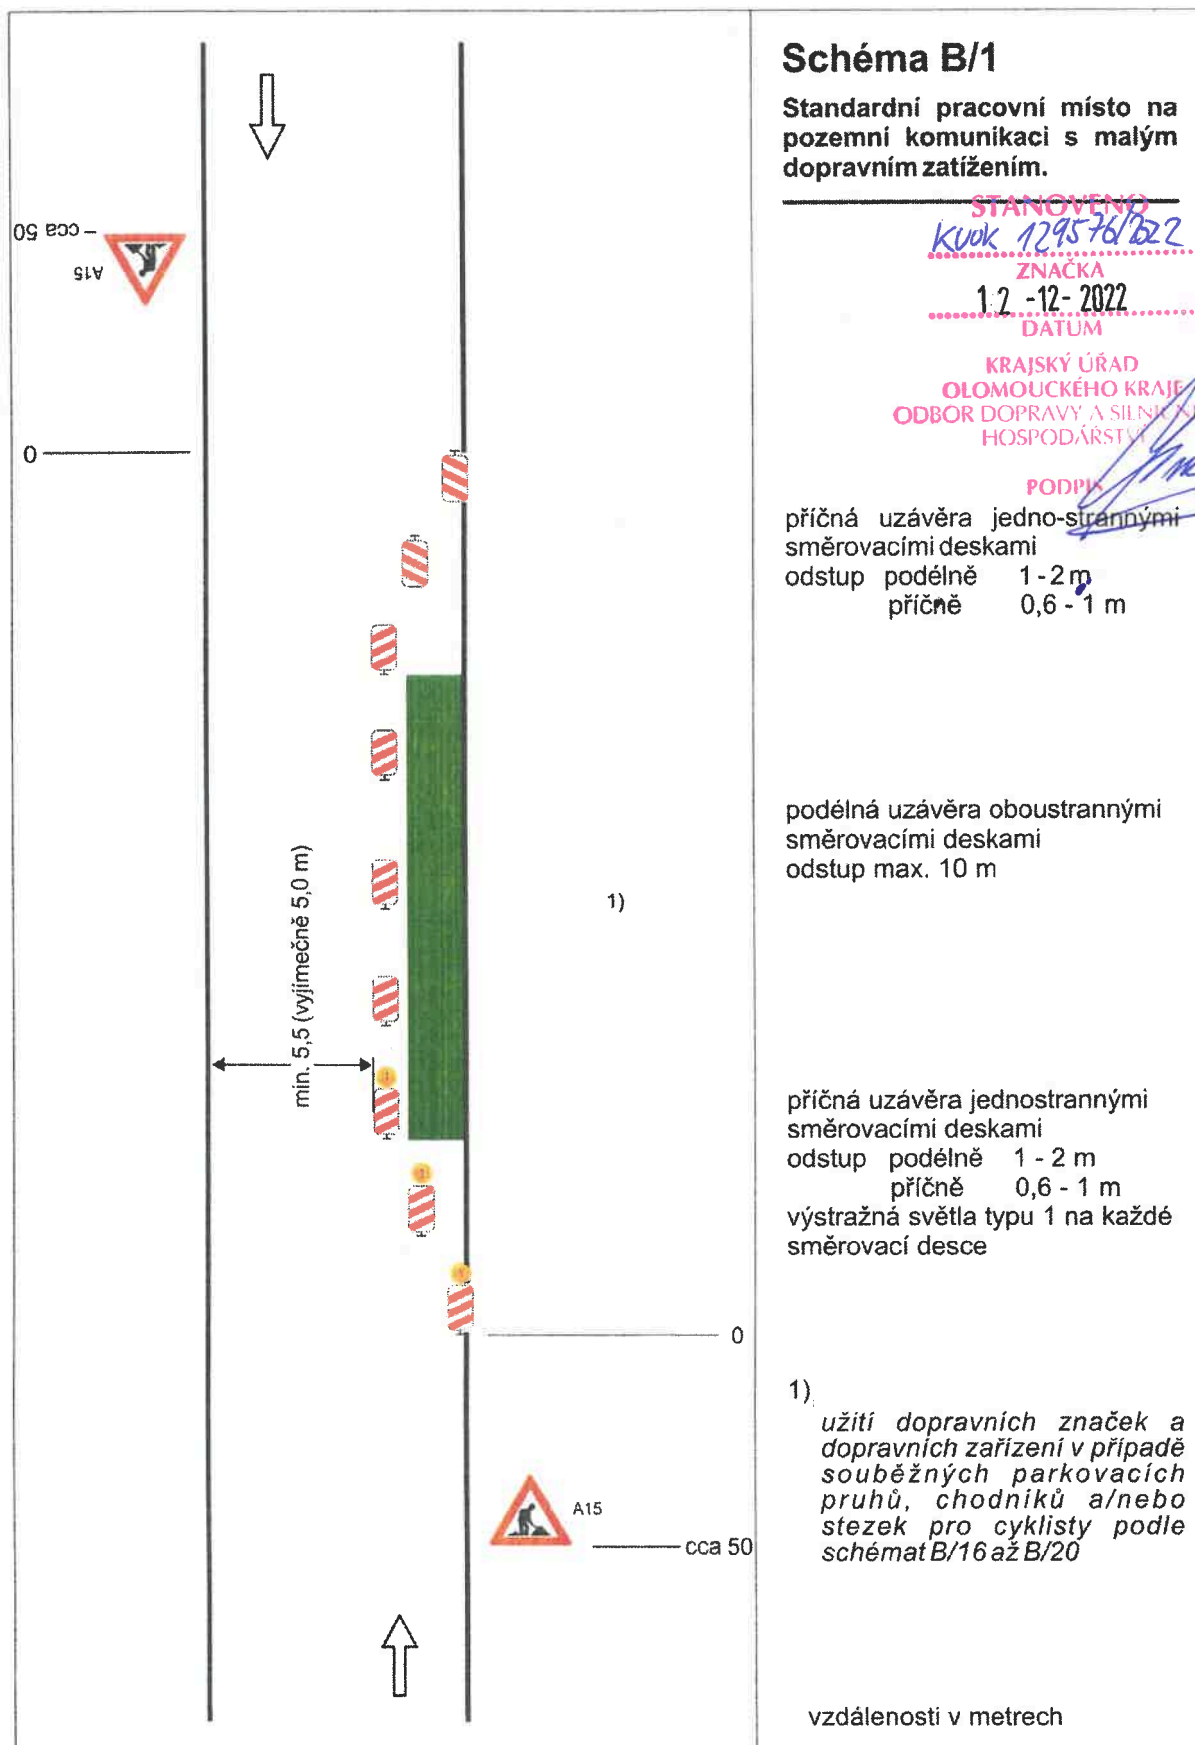 Schéma B/1
Standardní pracovní místo na
pozemní komunikaci s malým
dopravním zatížením.
STANOVENO
KUOK 129576/2022
ZNAČKA
12 -12- 2022
DATUM
KRAJSKÝ ÚŘAD
OLOMOUCKÉHO KRAJE
ODBOR DOPRAVY A
HOSPODÁŘSTVÍ
PODPIS
příčná uzávěra jedno-strannými
směrovacími deskami
odstup podélně 1 - 2 m
příčně 0,6 - 1 m
podélná uzávěra oboustrannými
směrovacími deskami
odstup max. 10 m
příčná uzávěra jednostrannými
směrovacími deskami
odstup podélně 1 - 2 m
příčně 0,6 - 1 m
výstražná světla typu 1 na každé
směrovací desce
1)
užití dopravních značek a
dopravních zařízení v případě
souběžných parkovacích
pruhů, chodníků a/nebo
stezek pro cyklisty podle
schémat B/16 až B/20
vzdálenosti v metrech
cca 50
A15
0
min. 5,5 (vyjímečně 5,0 m)
1)
0
A15
cca 50